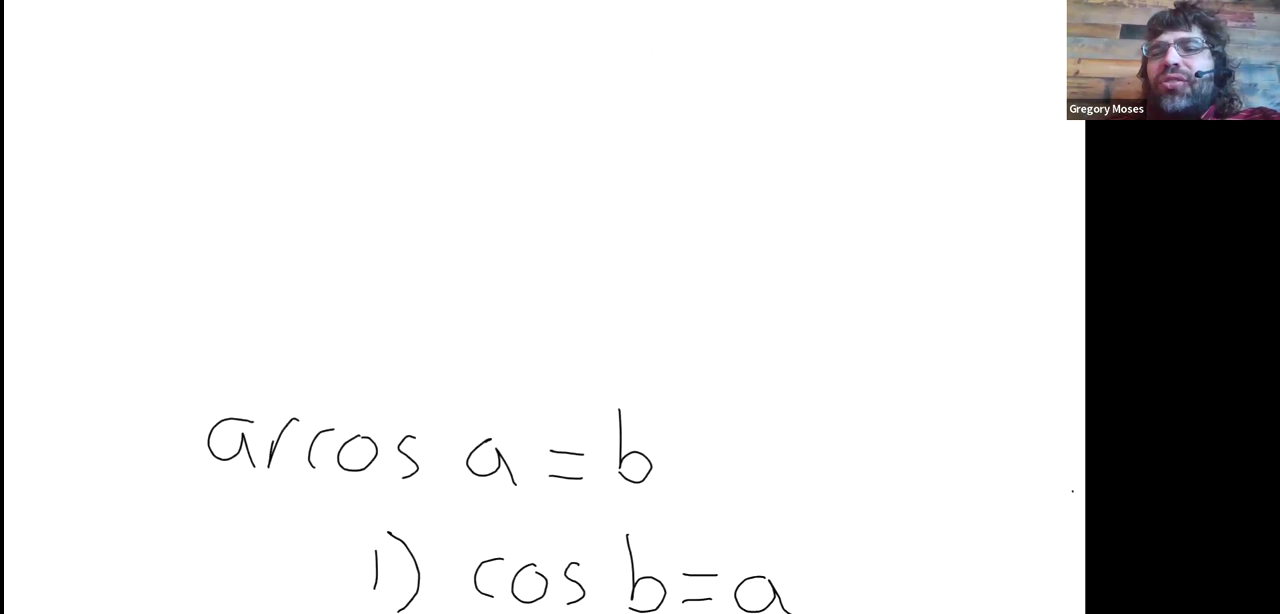 Gregory Moses
arcos a = b
1) cos b = a